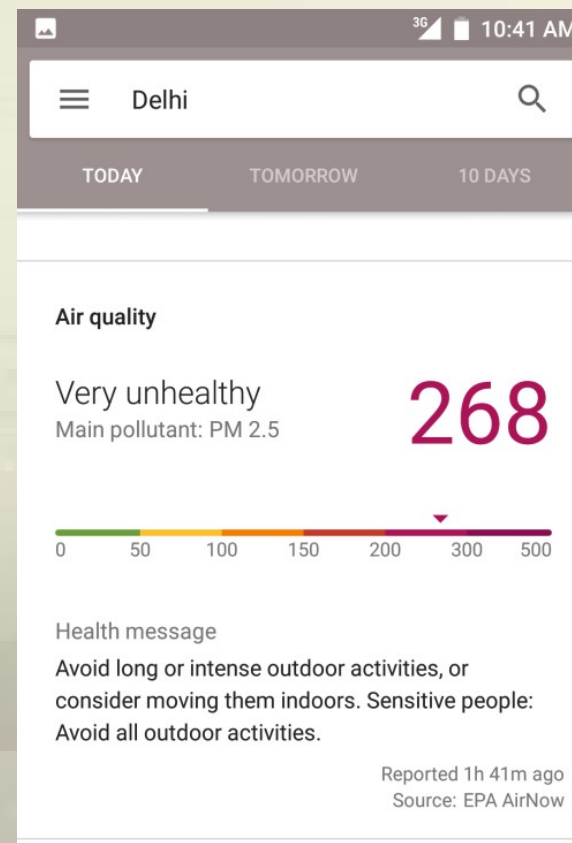 3G 10:41 AM
Delhi
TODAY TOMORROW 10 DAYS
Air quality
Very unhealthy 268
Main pollutant: PM 2.5
0 50 100 150 200 300 500
Health message
Avoid long or intense outdoor activities, or
consider moving them indoors. Sensitive people:
Avoid all outdoor activities.
Reported 1h 41m ago
Source: EPA AirNow